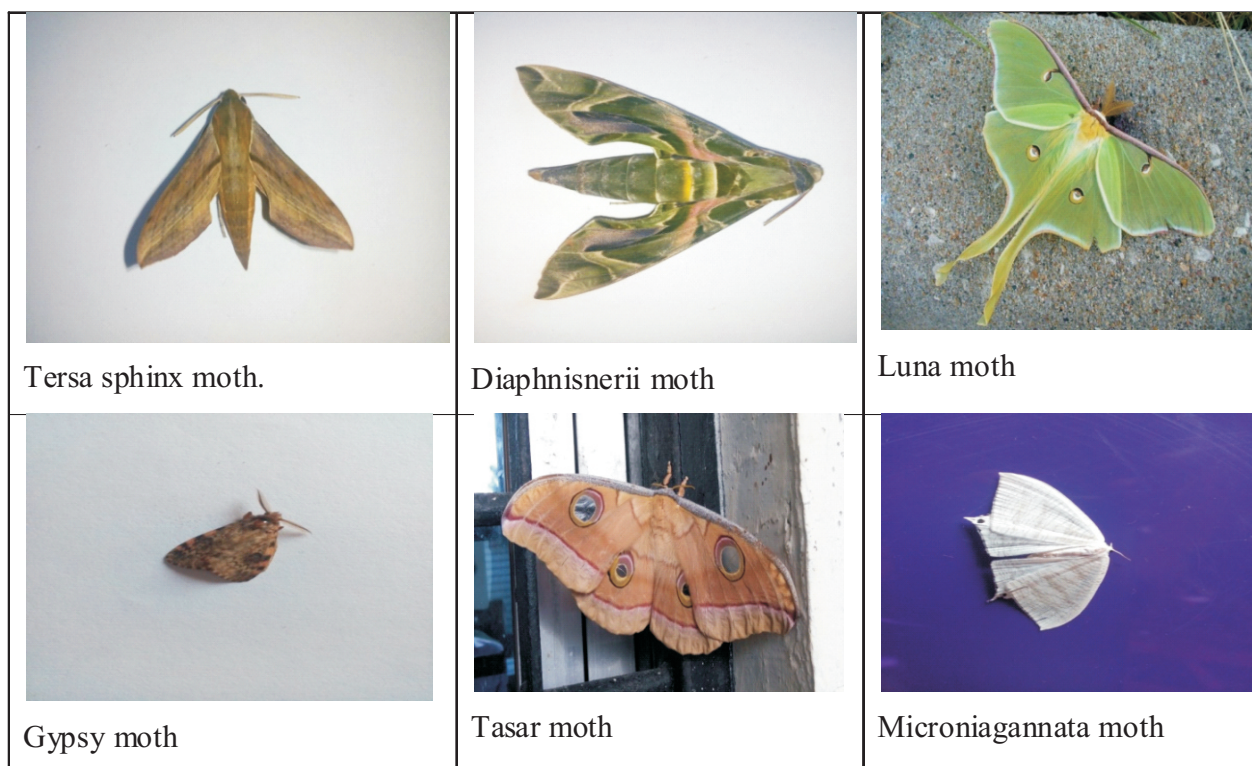 Tersa sphinx moth.
Diaphnisnerii moth
Luna moth
Gypsy moth
Tasar moth
Microniagannata moth